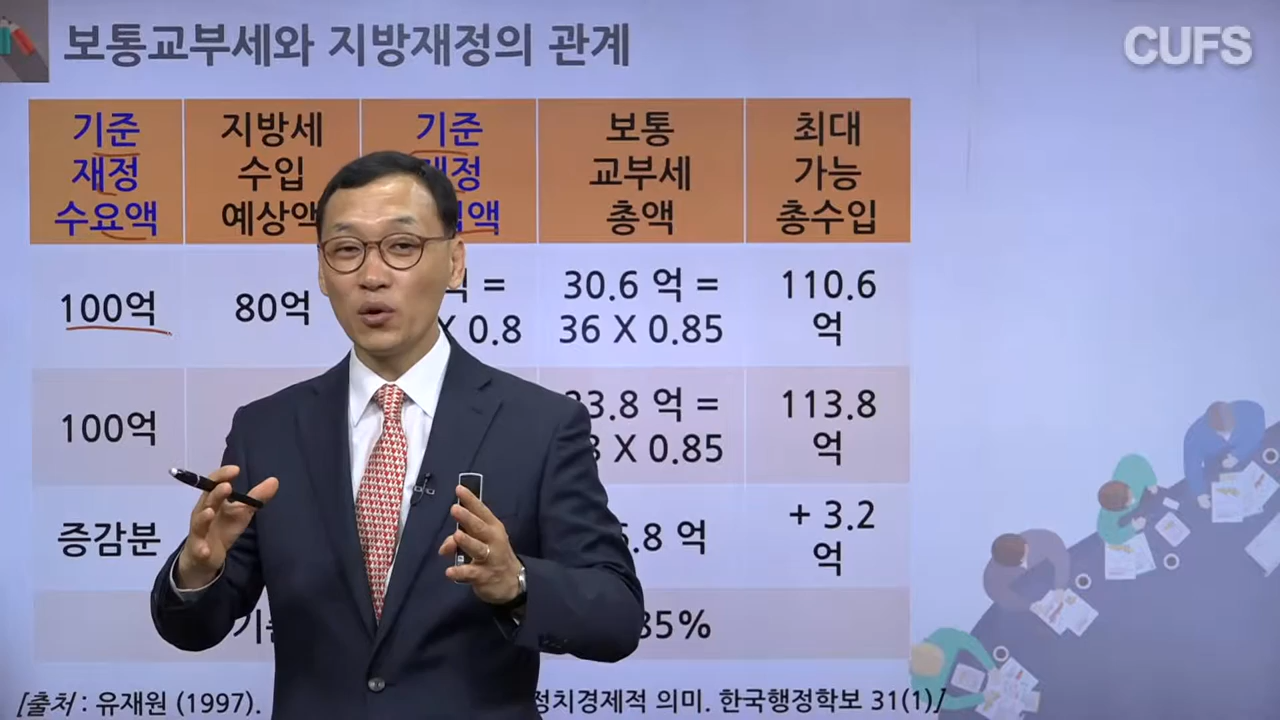 보통교부세와 지방재정의 관계
CUFS
기준
재정
수요액
지방세
수입
예상액
기준
재정
보통
교부세
총액
최대
가능
총수입
100억
80억
억 =
X 0.8
30.6 억 =
36 X 0.85
110.6
억
100억
3.8 억 =
X 0.85
113.8
억
증감분
.8 억
+ 3.2
억
85%
[출처 : 유재원 (1997).
정치경제적 의미. 한국행정학보 31(1)]